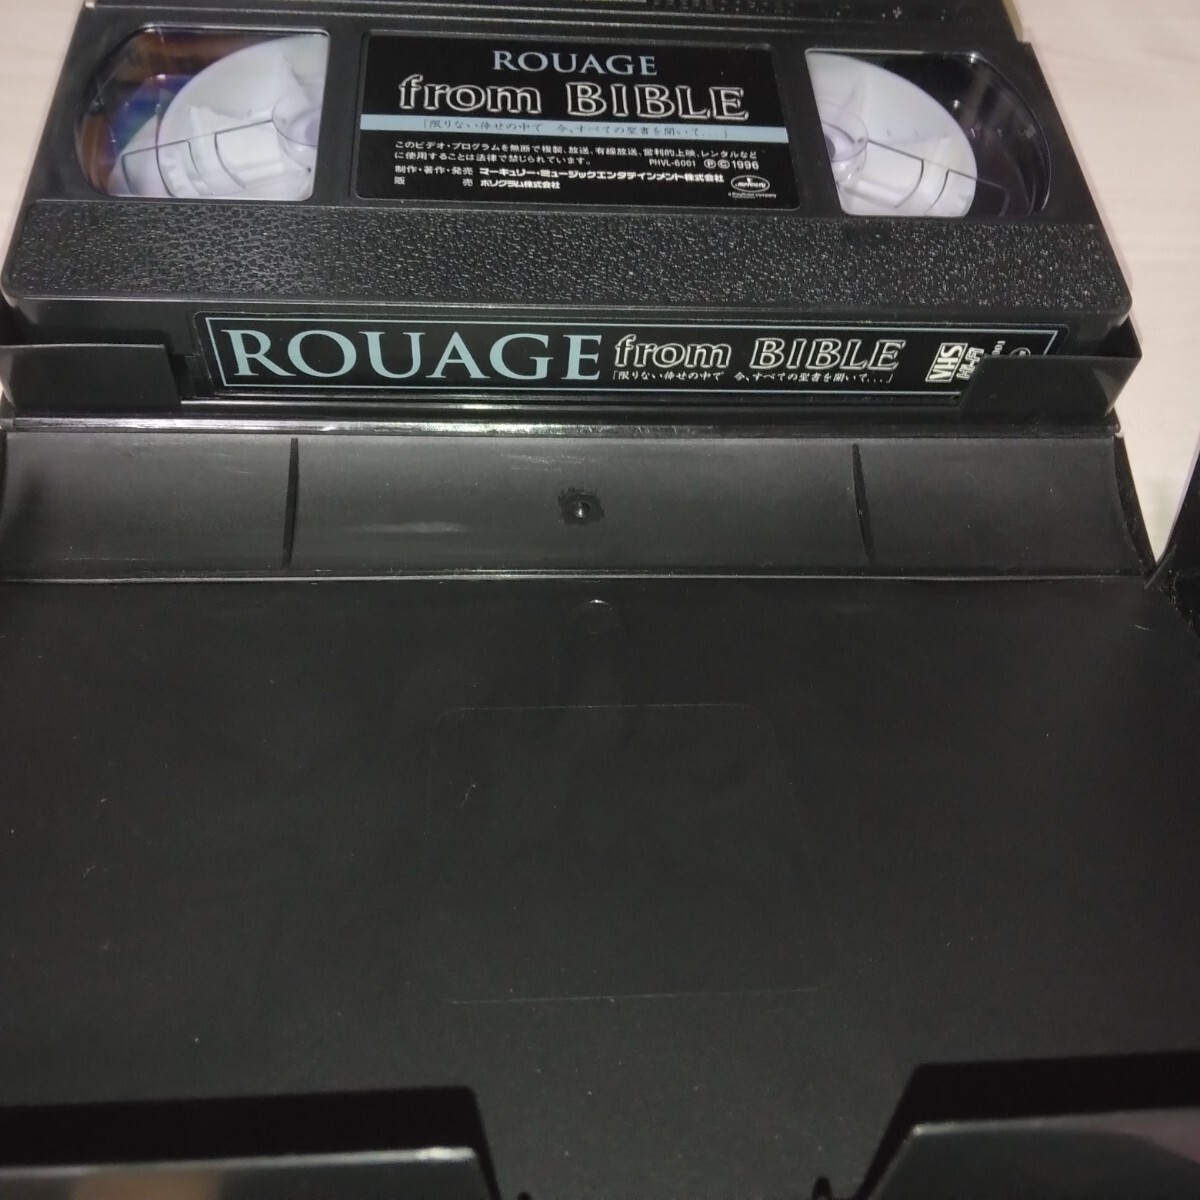 ROUAGE
from BIBLE
「限りない倖せの中で 今、すべての聖書を開いて...」
このビデオ・プログラムを無断で複製、放送、有線放送、営利的上映、レンタルなど
に使用することは法律で禁じられています。 PHVL-6001 ℗©1996
制作・著作・発売 マーキュリー・ミュージックエンタテインメント株式会社
販 売 ポリグラム株式会社
ROUAGE from BIBLE
「限りない倖せの中で 今、すべての聖書を開いて...」
VHS